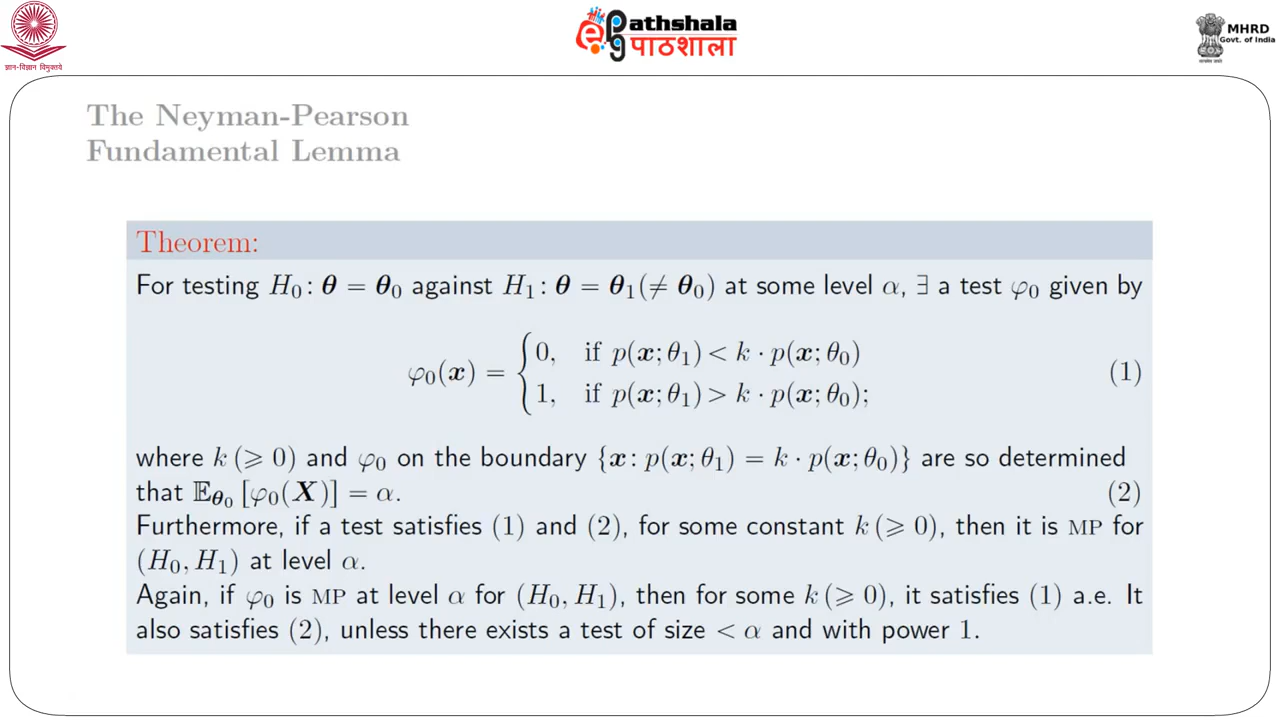 ज्ञान-विज्ञान विमुक्तये
ePathshala
पाठशाला
MHRD
Govt. of India
The Neyman-Pearson
Fundamental Lemma
Theorem:
For testing H₀ : θ = θ₀ against H₁ : θ = θ₁(≠ θ₀) at some level α, ∃ a test φ₀ given by
φ₀(x) = { 0, if p(x; θ₁) < k · p(x; θ₀)
1, if p(x; θ₁) > k · p(x; θ₀); (1)
where k (⩾ 0) and φ₀ on the boundary {x : p(x; θ₁) = k · p(x; θ₀)} are so determined
that 𝔼_θ₀ [φ₀(X)] = α. (2)
Furthermore, if a test satisfies (1) and (2), for some constant k (⩾ 0), then it is MP for
(H₀, H₁) at level α.
Again, if φ₀ is MP at level α for (H₀, H₁), then for some k (⩾ 0), it satisfies (1) a.e. It
also satisfies (2), unless there exists a test of size < α and with power 1.